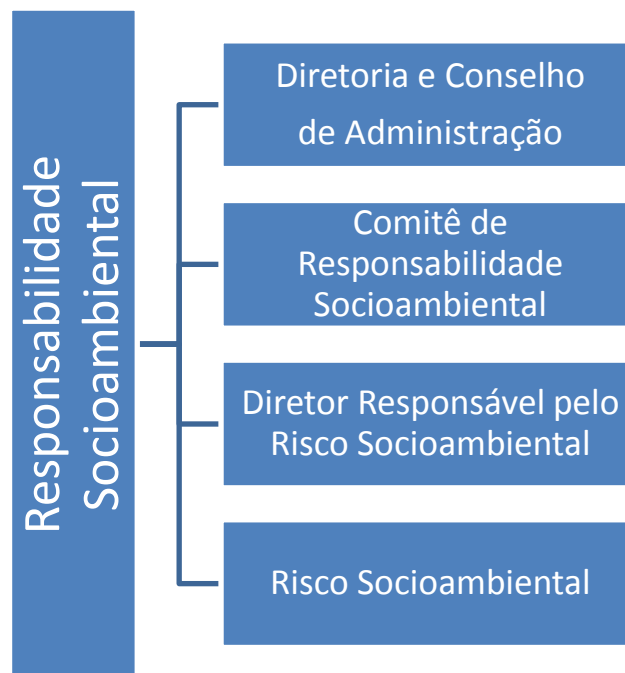 Responsabilidade
Socioambiental
Diretoria e Conselho
de Administração
Comitê de
Responsabilidade
Socioambiental
Diretor Responsável pelo
Risco Socioambiental
Risco Socioambiental